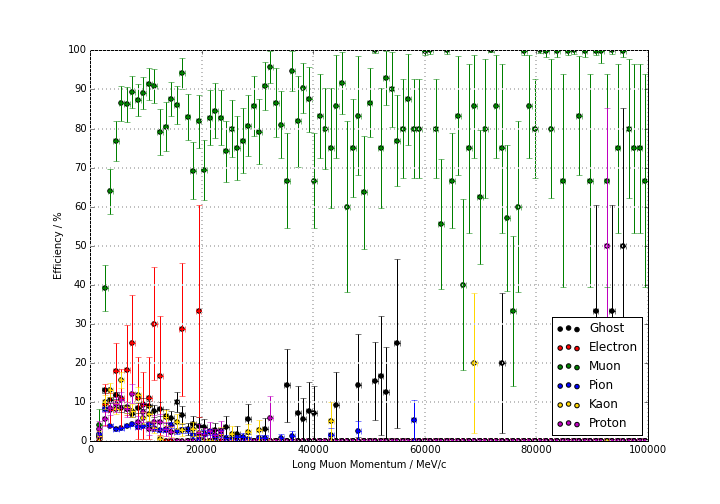 100
90
80
70
60
50
40
30
20
10
0
Efficiency / %
Ghost
Electron
Muon
Pion
Kaon
Proton
0 20000 40000 60000 80000 100000
Long Muon Momentum / MeV/c